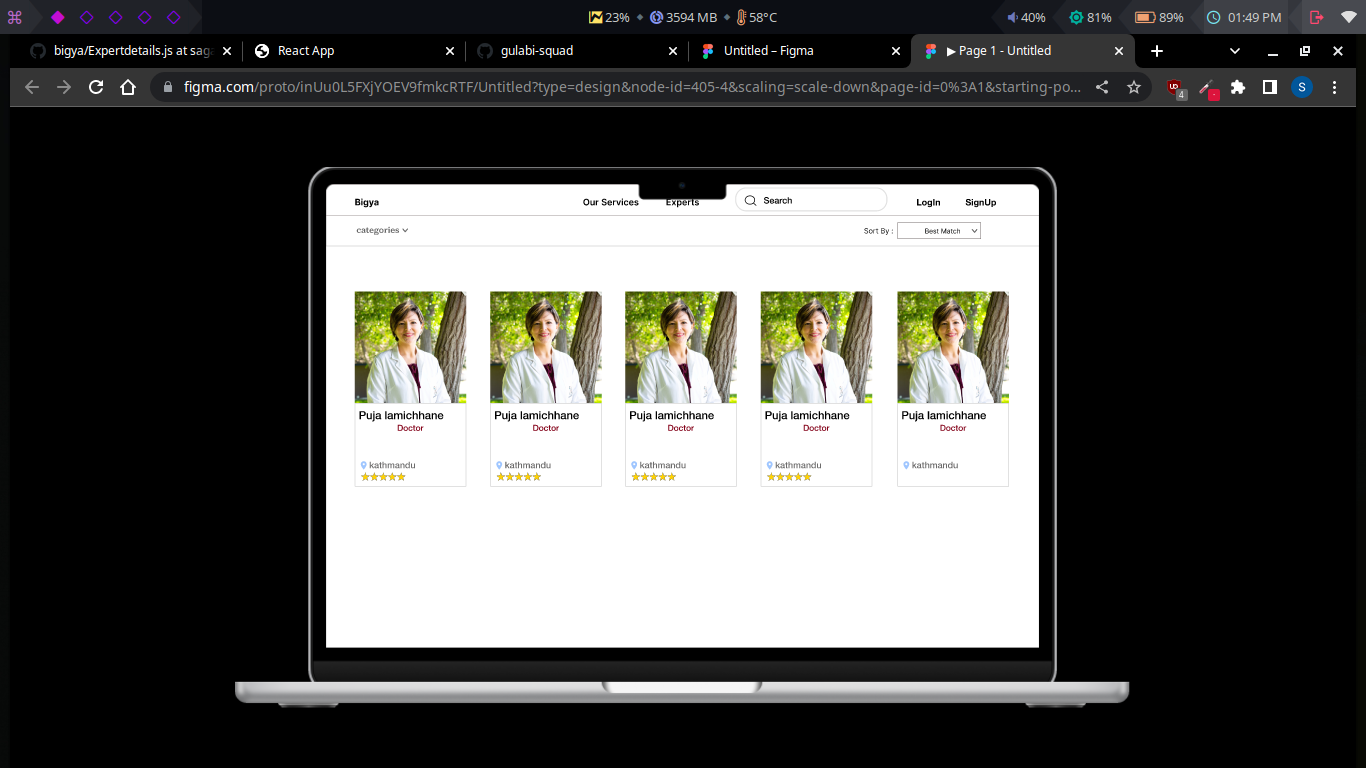 23% 3594 MB 58°C 40% 81% 89% 01:49 PM
bigya/Expertdetails.js at sag React App gulabi-squad Untitled – Figma ▶ Page 1 - Untitled
figma.com/proto/inUu0L5FXjYOEV9fmkcRTF/Untitled?type=design&node-id=405-4&scaling=scale-down&page-id=0%3A1&starting-po... 4 S
Bigya Our Services Experts Search LogIn SignUp
categories Sort By : Best Match
Puja lamichhane Puja lamichhane Puja lamichhane Puja lamichhane Puja lamichhane
Doctor Doctor Doctor Doctor Doctor
kathmandu kathmandu kathmandu kathmandu kathmandu